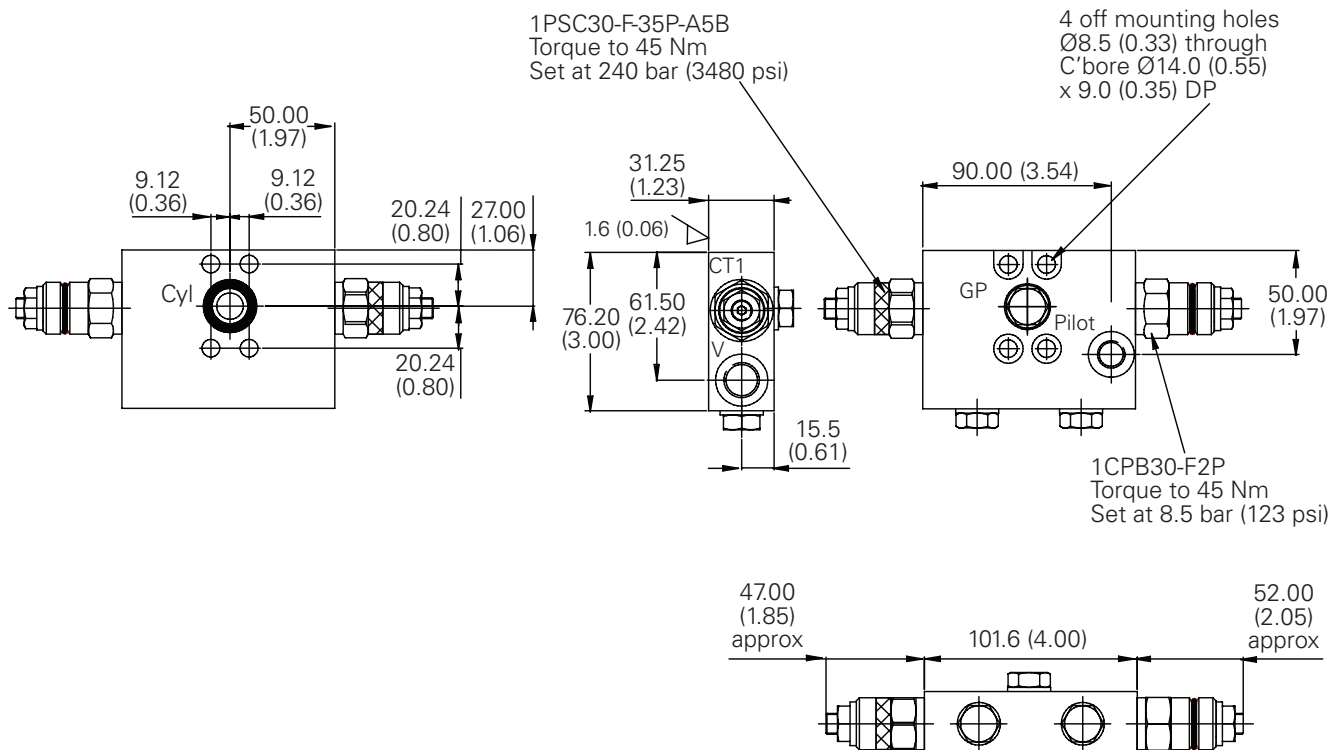 1PSC30-F-35P-A5B
Torque to 45 Nm
Set at 240 bar (3480 psi)
4 off mounting holes
Ø8.5 (0.33) through
C’bore Ø14.0 (0.55)
x 9.0 (0.35) DP
50.00
(1.97)
9.12
(0.36)
9.12
(0.36)
20.24
(0.80)
27.00
(1.06)
Cyl
20.24
(0.80)
31.25
(1.23)
1.6 (0.06)
CT1
76.20
(3.00)
61.50
(2.42)
V
15.5
(0.61)
90.00 (3.54)
GP
Pilot
50.00
(1.97)
1CPB30-F2P
Torque to 45 Nm
Set at 8.5 bar (123 psi)
47.00
(1.85)
approx
101.6 (4.00)
52.00
(2.05)
approx